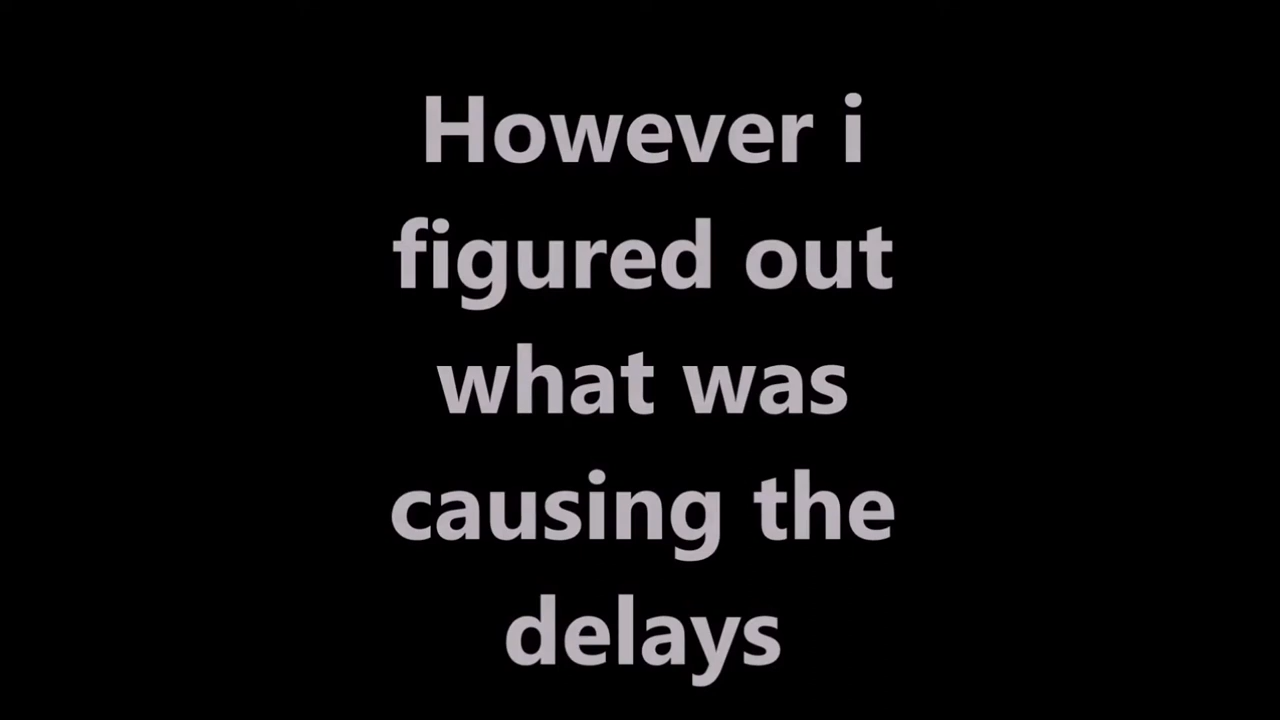 However i
figured out
what was
causing the
delays